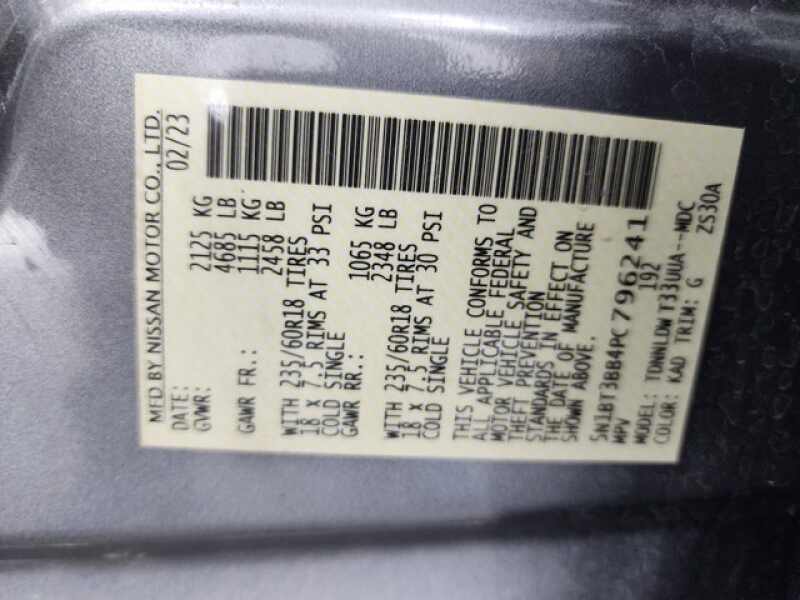 MFD BY NISSAN MOTOR CO., LTD.
DATE: 02/23
GVWR: 2125 KG
4685 LB
GAWR FR.: 1115 KG
2458 LB
WITH 235/60R18 TIRES
18 X 7.5 RIMS AT 33 PSI
COLD SINGLE
GAWR RR.: 1065 KG
2348 LB
WITH 235/60R18 TIRES
18 X 7.5 RIMS AT 30 PSI
COLD SINGLE
THIS VEHICLE CONFORMS TO
ALL APPLICABLE FEDERAL
MOTOR VEHICLE SAFETY AND
THEFT PREVENTION
STANDARDS IN EFFECT ON
THE DATE OF MANUFACTURE
SHOWN ABOVE.
5N1BT3BB4PC796241
MPV 192
MODEL: TDNNLDW T33UUA--MDC
COLOR: KAD TRIM: G ZS30A